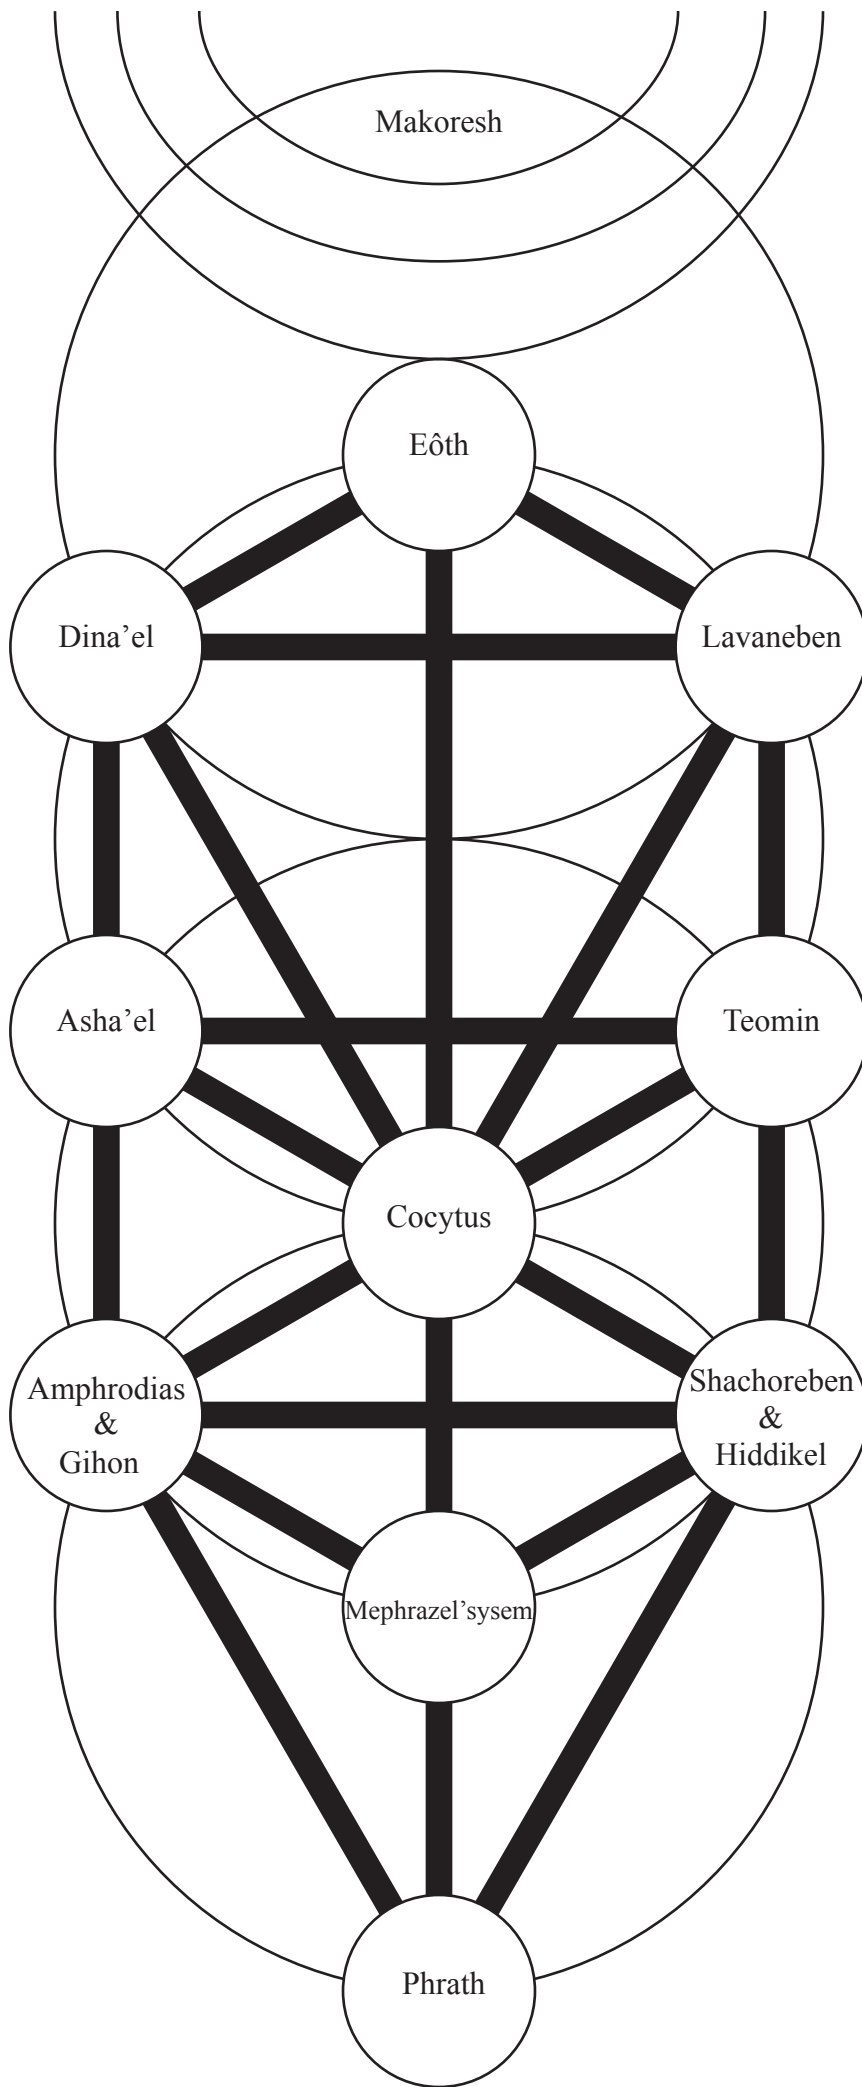 Makoresh
Eôth
Dina’el
Lavaneben
Asha’el
Teomin
Cocytus
Amphrodias
&
Gihon
Shachoreben
&
Hiddikel
Mephrazel’sysem
Phrath